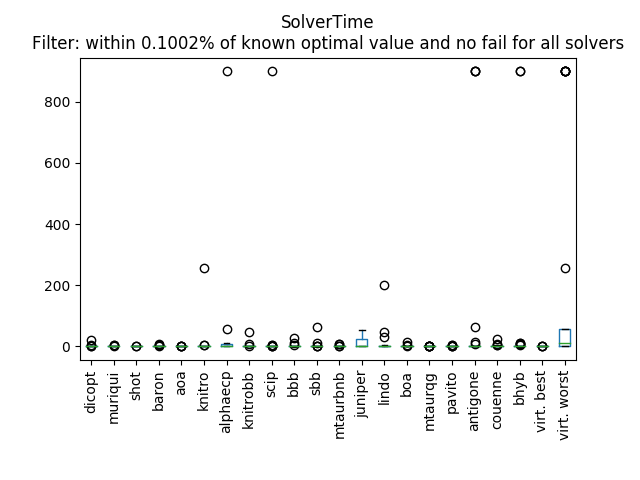 SolverTime
Filter: within 0.1002% of known optimal value and no fail for all solvers
800
600
400
200
0
dicopt
muriqui
shot
baron
aoa
knitro
alphaecp
knitrobb
scip
bbb
sbb
mtaurbnb
juniper
lindo
boa
mtaurqg
pavito
antigone
couenne
bhyb
virt. best
virt. worst